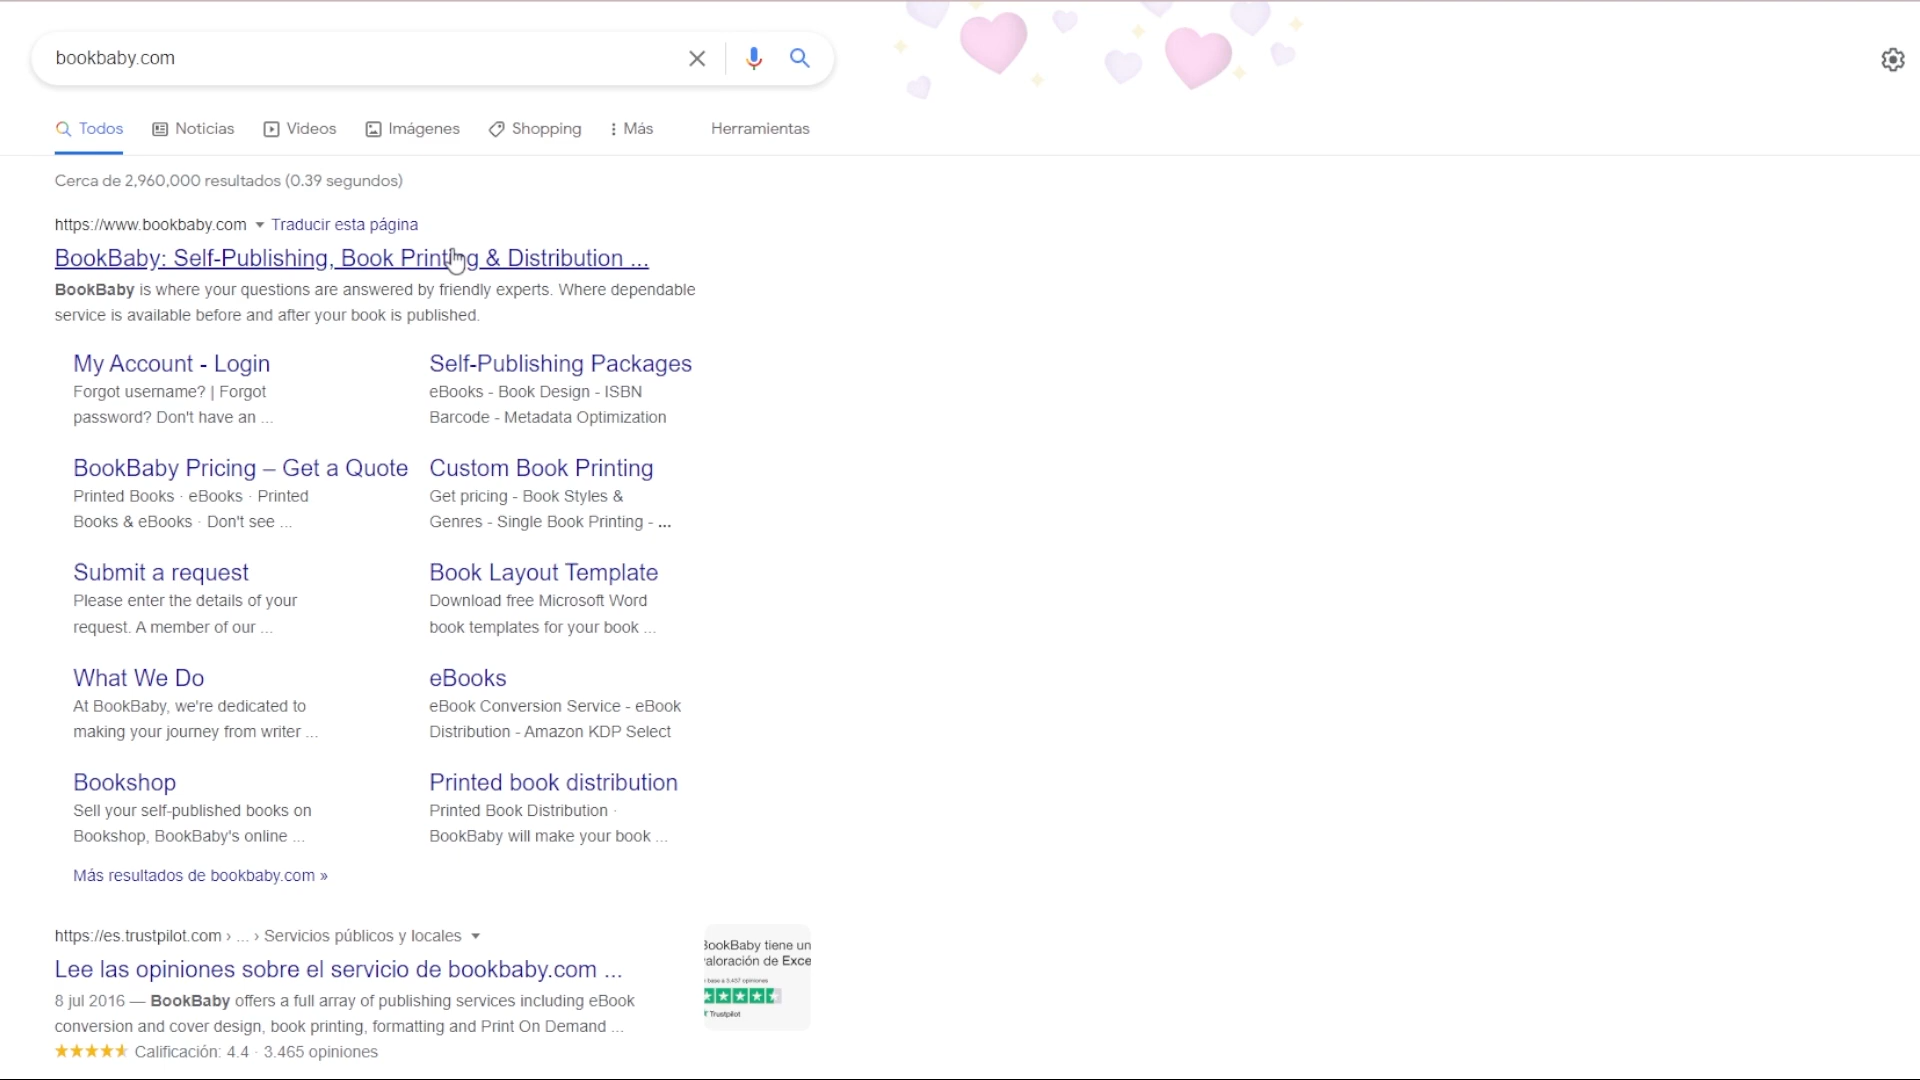 bookbaby.com
Todos Noticias Videos Imágenes Shopping Más Herramientas
Cerca de 2,960,000 resultados (0.39 segundos)
https://www.bookbaby.com Traducir esta página
BookBaby: Self-Publishing, Book Printing & Distribution ...
BookBaby is where your questions are answered by friendly experts. Where dependable
service is available before and after your book is published.
My Account - Login
Forgot username? | Forgot
password? Don't have an ...
Self-Publishing Packages
eBooks - Book Design - ISBN
Barcode - Metadata Optimization
BookBaby Pricing – Get a Quote
Printed Books · eBooks · Printed
Books & eBooks · Don't see ...
Custom Book Printing
Get pricing - Book Styles &
Genres - Single Book Printing - ...
Submit a request
Please enter the details of your
request. A member of our ...
Book Layout Template
Download free Microsoft Word
book templates for your book ...
What We Do
At BookBaby, we're dedicated to
making your journey from writer ...
eBooks
eBook Conversion Service - eBook
Distribution - Amazon KDP Select
Bookshop
Sell your self-published books on
Bookshop, BookBaby's online ...
Printed book distribution
Printed Book Distribution ·
BookBaby will make your book ...
Más resultados de bookbaby.com »
https://es.trustpilot.com › ... › Servicios públicos y locales
Lee las opiniones sobre el servicio de bookbaby.com ...
8 jul 2016 — BookBaby offers a full array of publishing services including eBook
conversion and cover design, book printing, formatting and Print On Demand ...
Calificación: 4.4 · 3.465 opiniones
BookBaby tiene un
valoración de Exce
base a 3.437 opiniones
Trustpilot